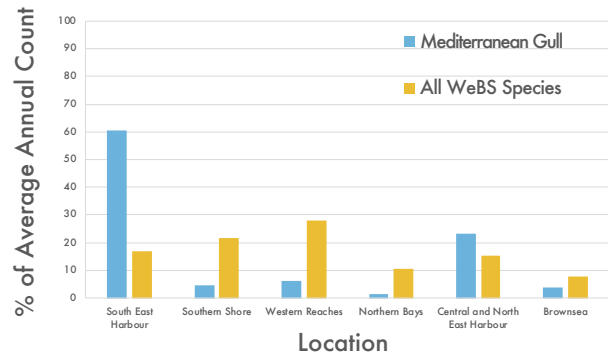 % of Average Annual Count
100
90
80
70
60
50
40
30
20
10
0
Mediterranean Gull
All WeBS Species
South East
Harbour
Southern Shore
Western Reaches
Northern Bays
Central and North
East Harbour
Brownsea
Location